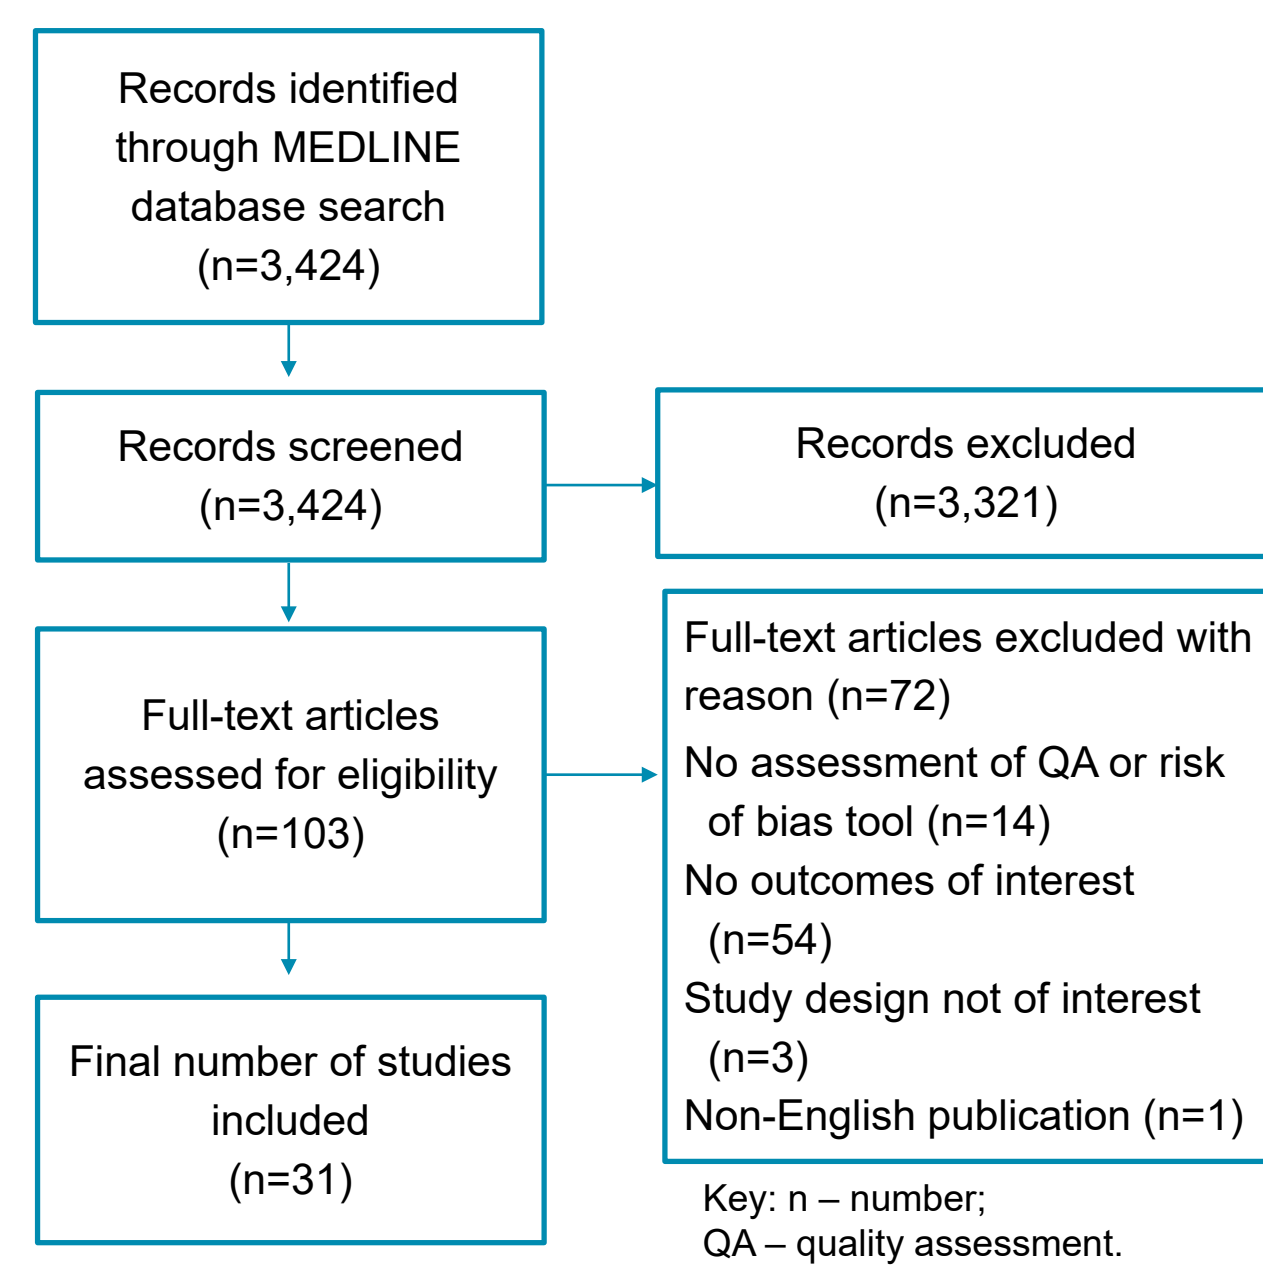 Records identified
through MEDLINE
database search
(n=3,424)
Records screened
(n=3,424)
Records excluded
(n=3,321)
Full-text articles
assessed for eligibility
(n=103)
Full-text articles excluded with
reason (n=72)
No assessment of QA or risk
of bias tool (n=14)
No outcomes of interest
(n=54)
Study design not of interest
(n=3)
Non-English publication (n=1)
Final number of studies
included
(n=31)
Key: n – number;
QA – quality assessment.